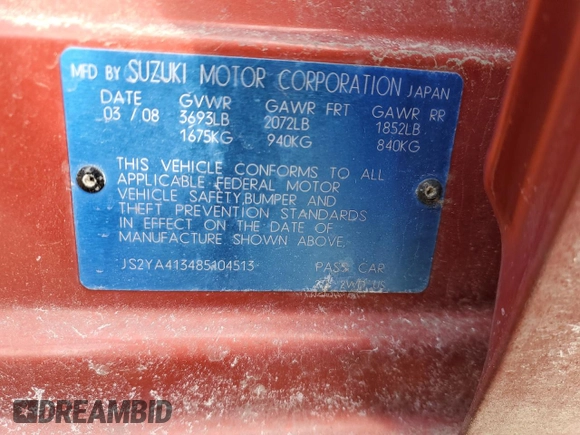 MFD BY SUZUKI MOTOR CORPORATION JAPAN
DATE GVWR GAWR FRT GAWR RR
03 / 08 3693LB 2072LB 1852LB
1675KG 940KG 840KG
THIS VEHICLE CONFORMS TO ALL
APPLICABLE FEDERAL MOTOR
VEHICLE SAFETY,BUMPER AND
THEFT PREVENTION STANDARDS
IN EFFECT ON THE DATE OF
MANUFACTURE SHOWN ABOVE.
JS2YA413485104513 PASS CAR
2WD US
DREAMBID